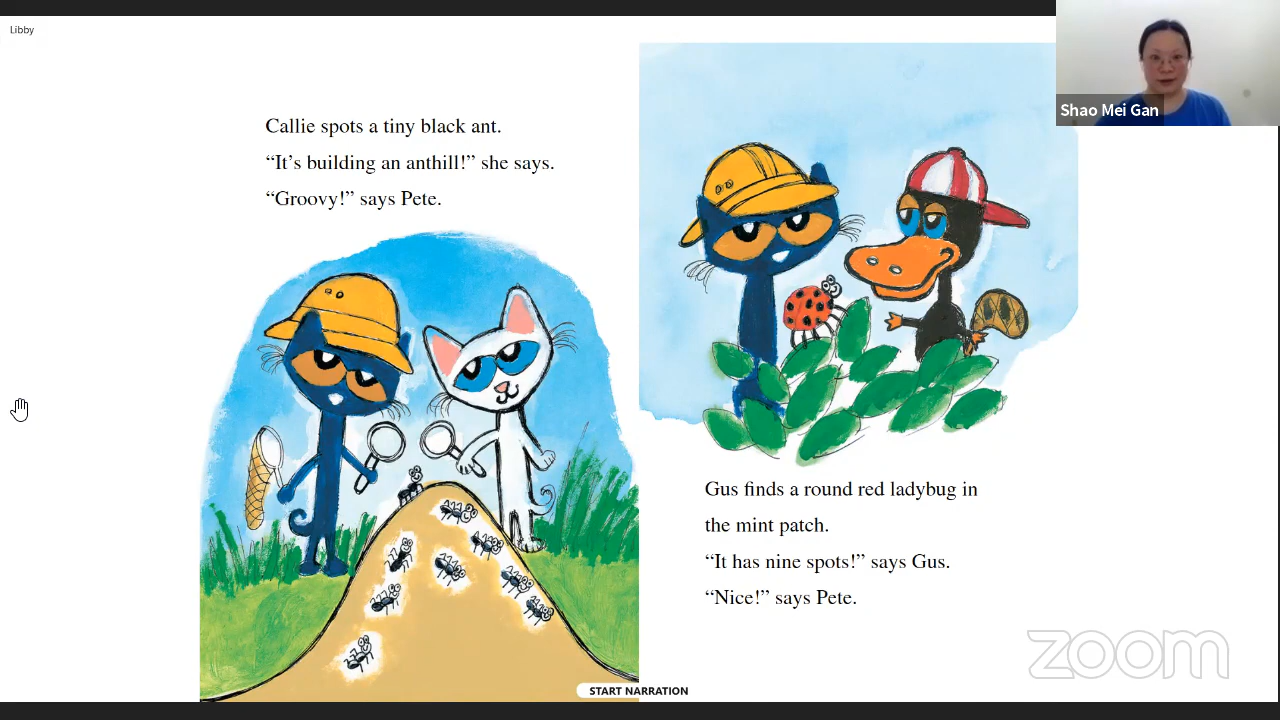 Libby
Callie spots a tiny black ant.
“It’s building an anthill!” she says.
“Groovy!” says Pete.
Shao Mei Gan
Gus finds a round red ladybug in
the mint patch.
“It has nine spots!” says Gus.
“Nice!” says Pete.
START NARRATION
zoom